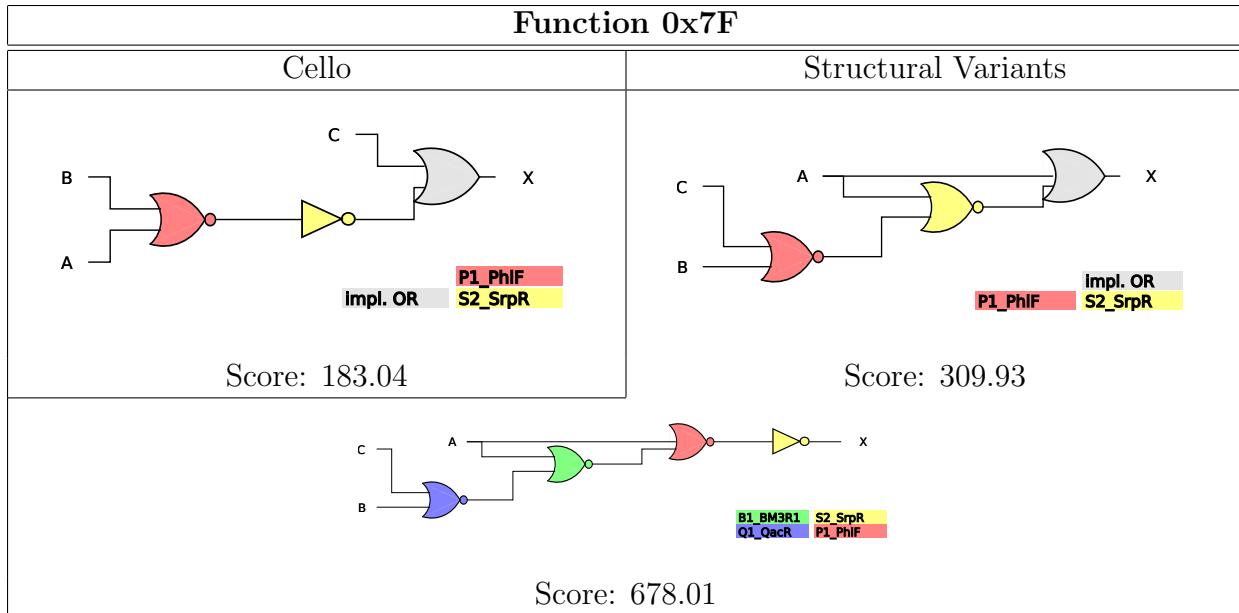 Function 0x7F
Cello
Structural Variants
C
B
X
A
P1_PhlF
impl. OR
S2_SrpR
Score: 183.04
A
X
C
B
impl. OR
P1_PhlF
S2_SrpR
Score: 309.93
A
X
C
B
B1_BM3R1
S2_SrpR
Q1_QacR
P1_PhlF
Score: 678.01